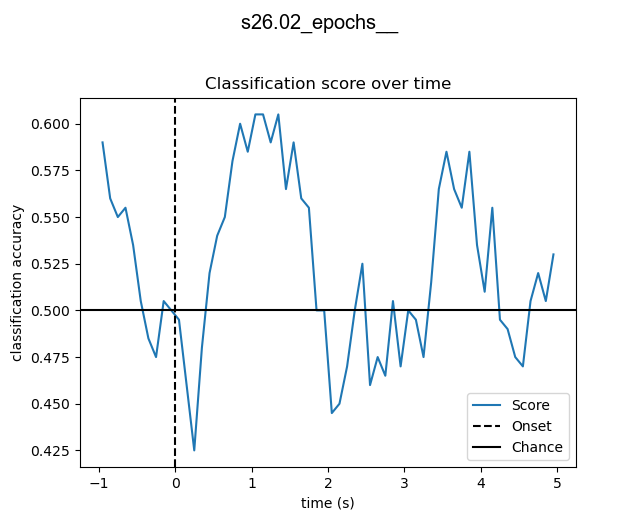 s26.02_epochs__
Classification score over time
classification accuracy
0.600
0.575
0.550
0.525
0.500
0.475
0.450
0.425
−1
0
1
2
3
4
5
time (s)
Score
Onset
Chance